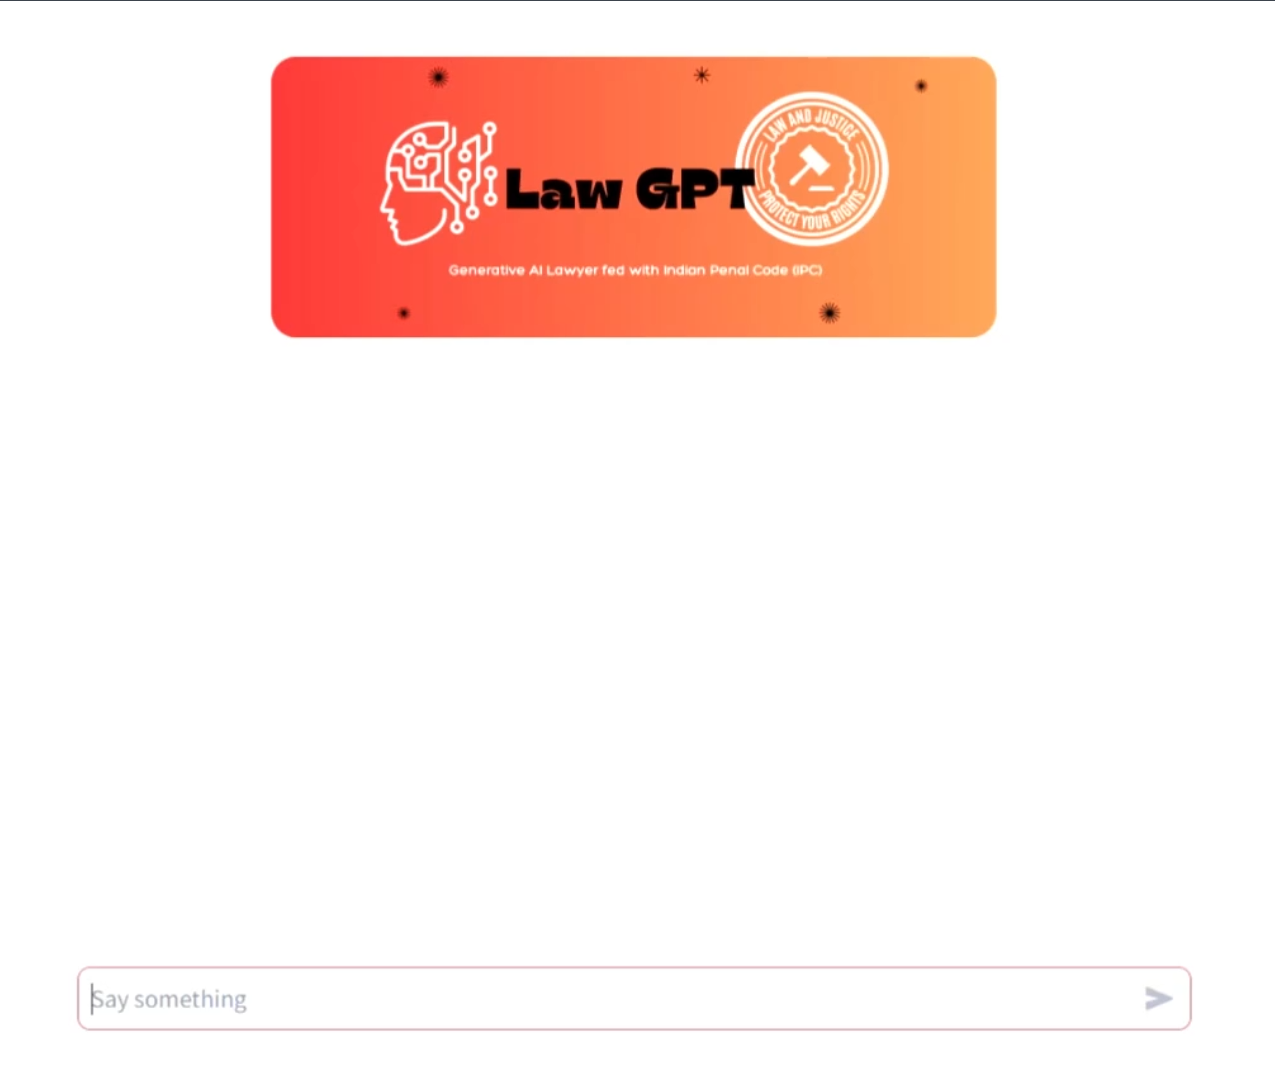 LAW AND JUSTICE
Law GPT
PROTECT YOUR RIGHTS
Generative AI Lawyer fed with Indian Penal Code (IPC)
Say something